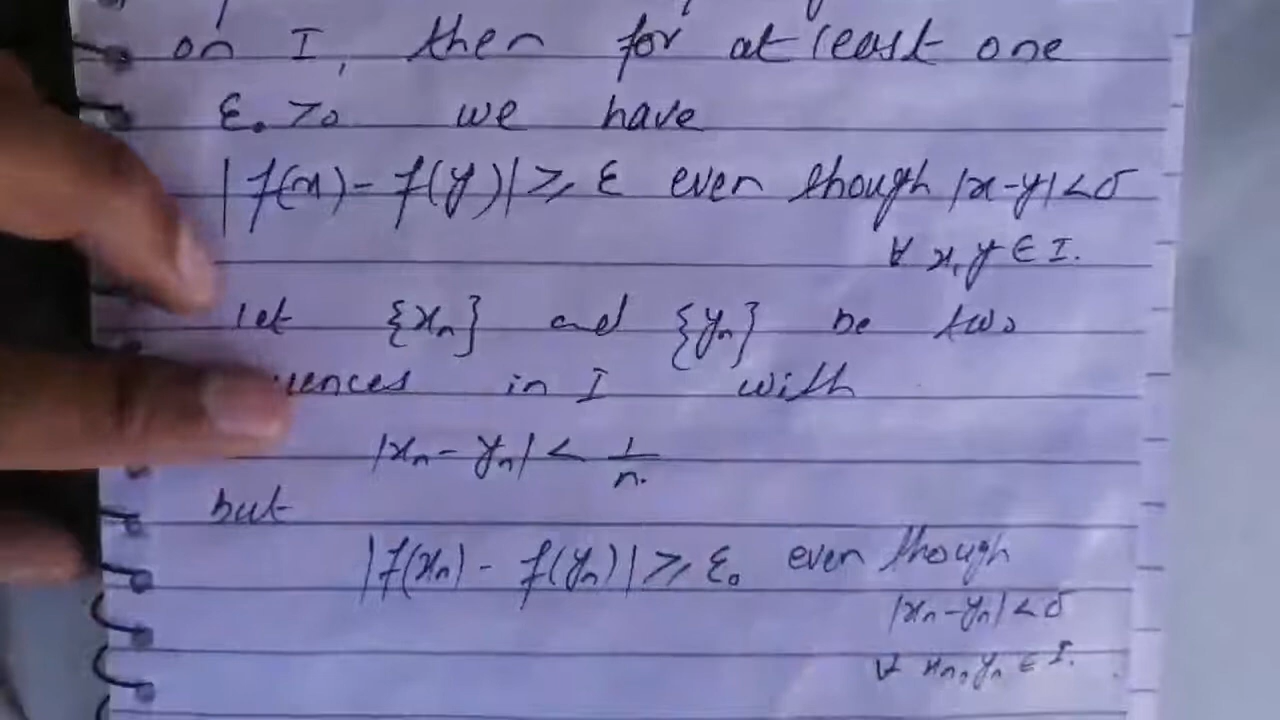 on I, then for at least one
ε₀ >0 we have
|f(x) - f(y)| ≥ ε even though |x-y| < δ
∀ x, y ∈ I.
let {xₙ} and {yₙ} be two
uences in I with
|xₙ - yₙ| < 1/n.
but
|f(xₙ) - f(yₙ)| ≥ ε₀ even though
|xₙ-yₙ| < δ
∀ xₙ, yₙ ∈ I.